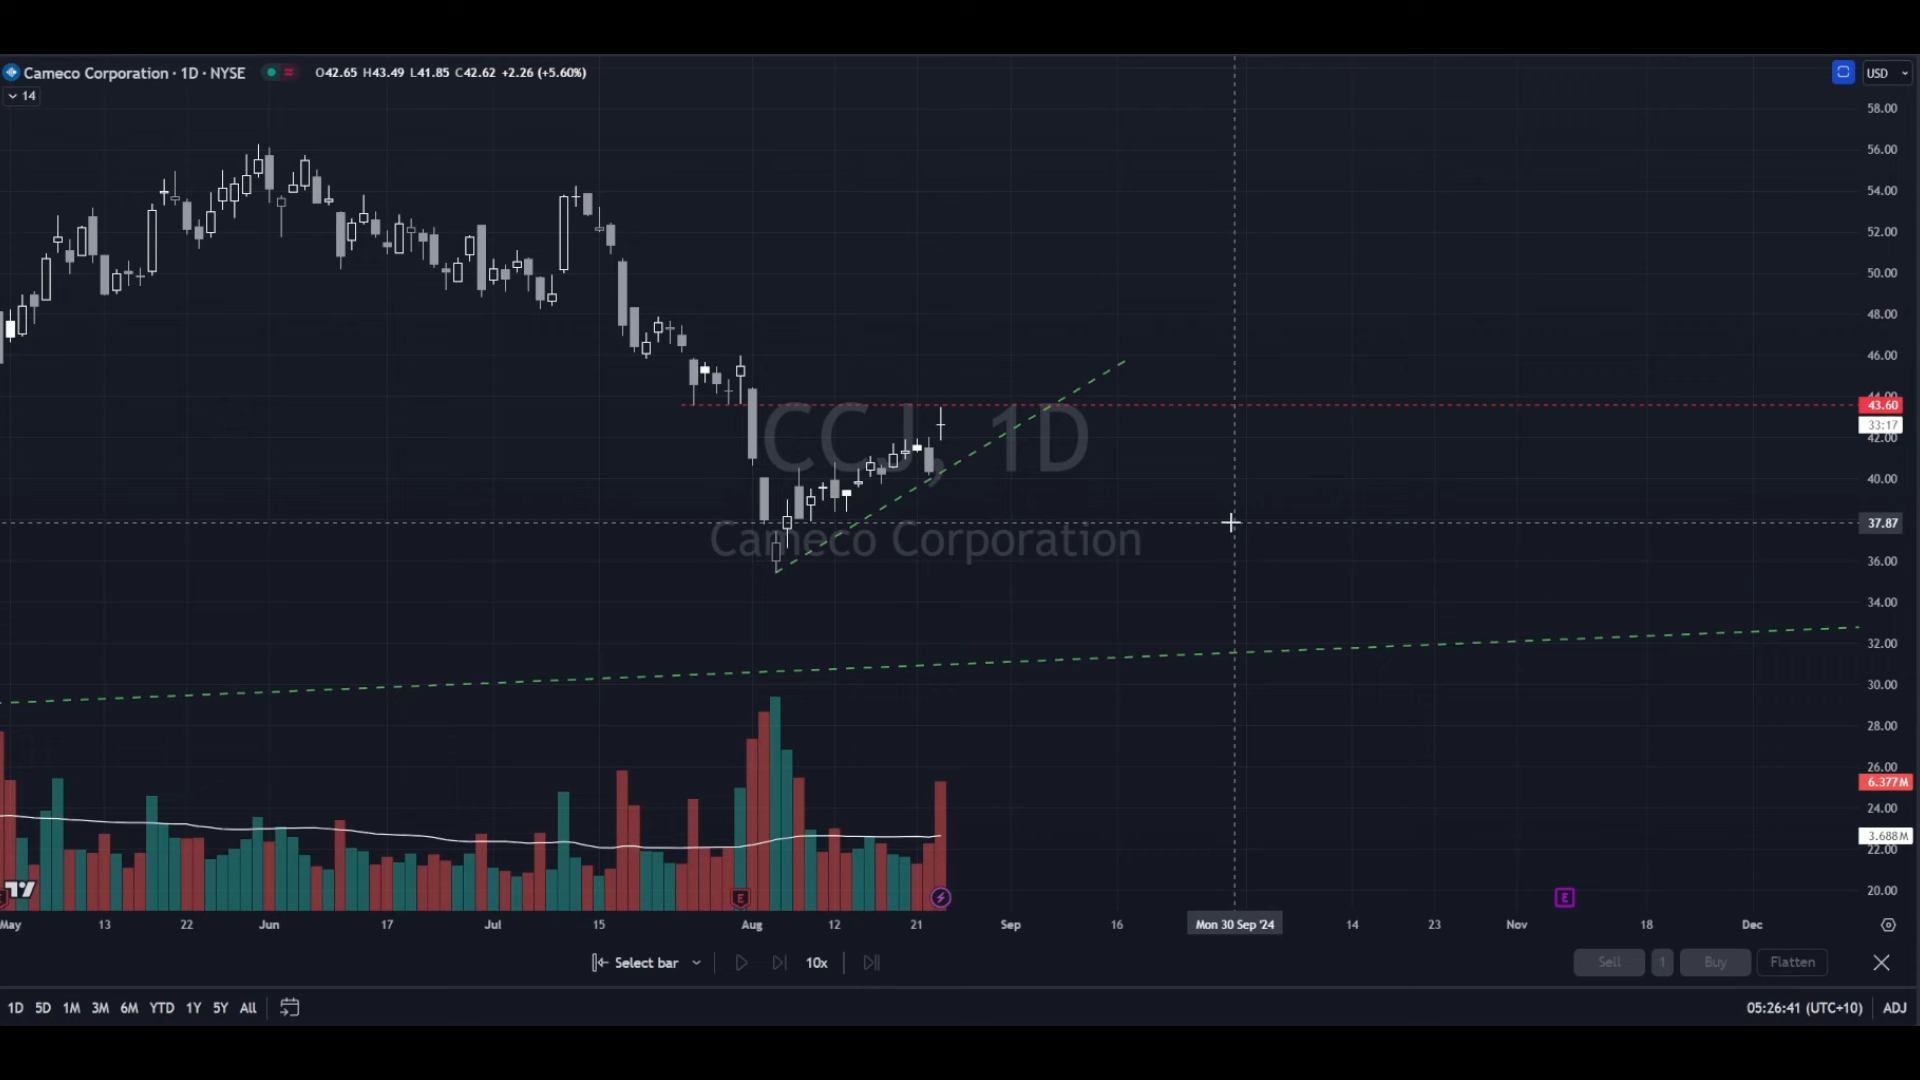 Cameco Corporation · 1D · NYSE O42.65 H43.49 L41.85 C42.62 +2.26 (+5.60%)
USD
14
58.00
56.00
54.00
52.00
50.00
48.00
46.00
44.00
43.60
33:17
42.00
40.00
37.87
36.00
34.00
32.00
30.00
28.00
26.00
6.377M
24.00
3.688M
22.00
20.00
CCJ, 1D
Cameco Corporation
E
E
May 13 22 Jun 17 Jul 15 Aug 12 21 Sep 16 Mon 30 Sep '24 14 23 Nov 18 Dec
Select bar 10x Sell 1 Buy Flatten
1D 5D 1M 3M 6M YTD 1Y 5Y All 05:26:41 (UTC+10) ADJ